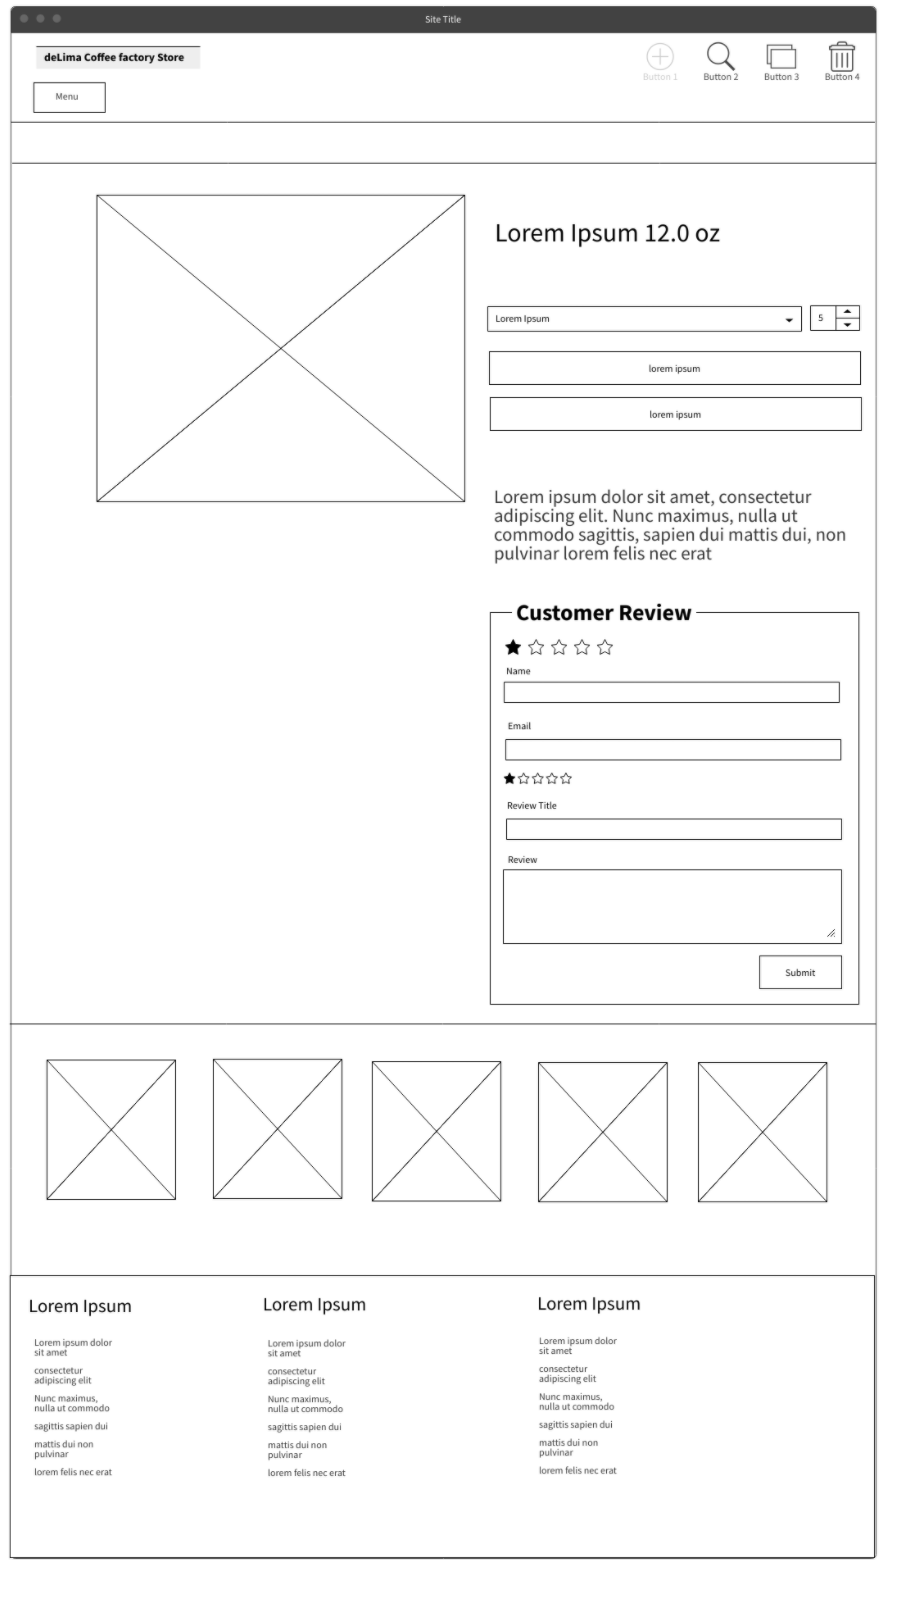 Site Title
deLima Coffee factory Store
Button 1
Button 2
Button 3
Button 4
Menu
Lorem Ipsum 12.0 oz
Lorem Ipsum
5
lorem ipsum
lorem ipsum
Lorem ipsum dolor sit amet, consectetur
adipiscing elit. Nunc maximus, nulla ut
commodo sagittis, sapien dui mattis dui, non
pulvinar lorem felis nec erat
Customer Review
Name
Email
Review Title
Review
Submit
Lorem Ipsum
Lorem ipsum dolor
sit amet
consectetur
adipiscing elit
Nunc maximus,
nulla ut commodo
sagittis sapien dui
mattis dui non
pulvinar
lorem felis nec erat
Lorem Ipsum
Lorem ipsum dolor
sit amet
consectetur
adipiscing elit
Nunc maximus,
nulla ut commodo
sagittis sapien dui
mattis dui non
pulvinar
lorem felis nec erat
Lorem Ipsum
Lorem ipsum dolor
sit amet
consectetur
adipiscing elit
Nunc maximus,
nulla ut commodo
sagittis sapien dui
mattis dui non
pulvinar
lorem felis nec erat